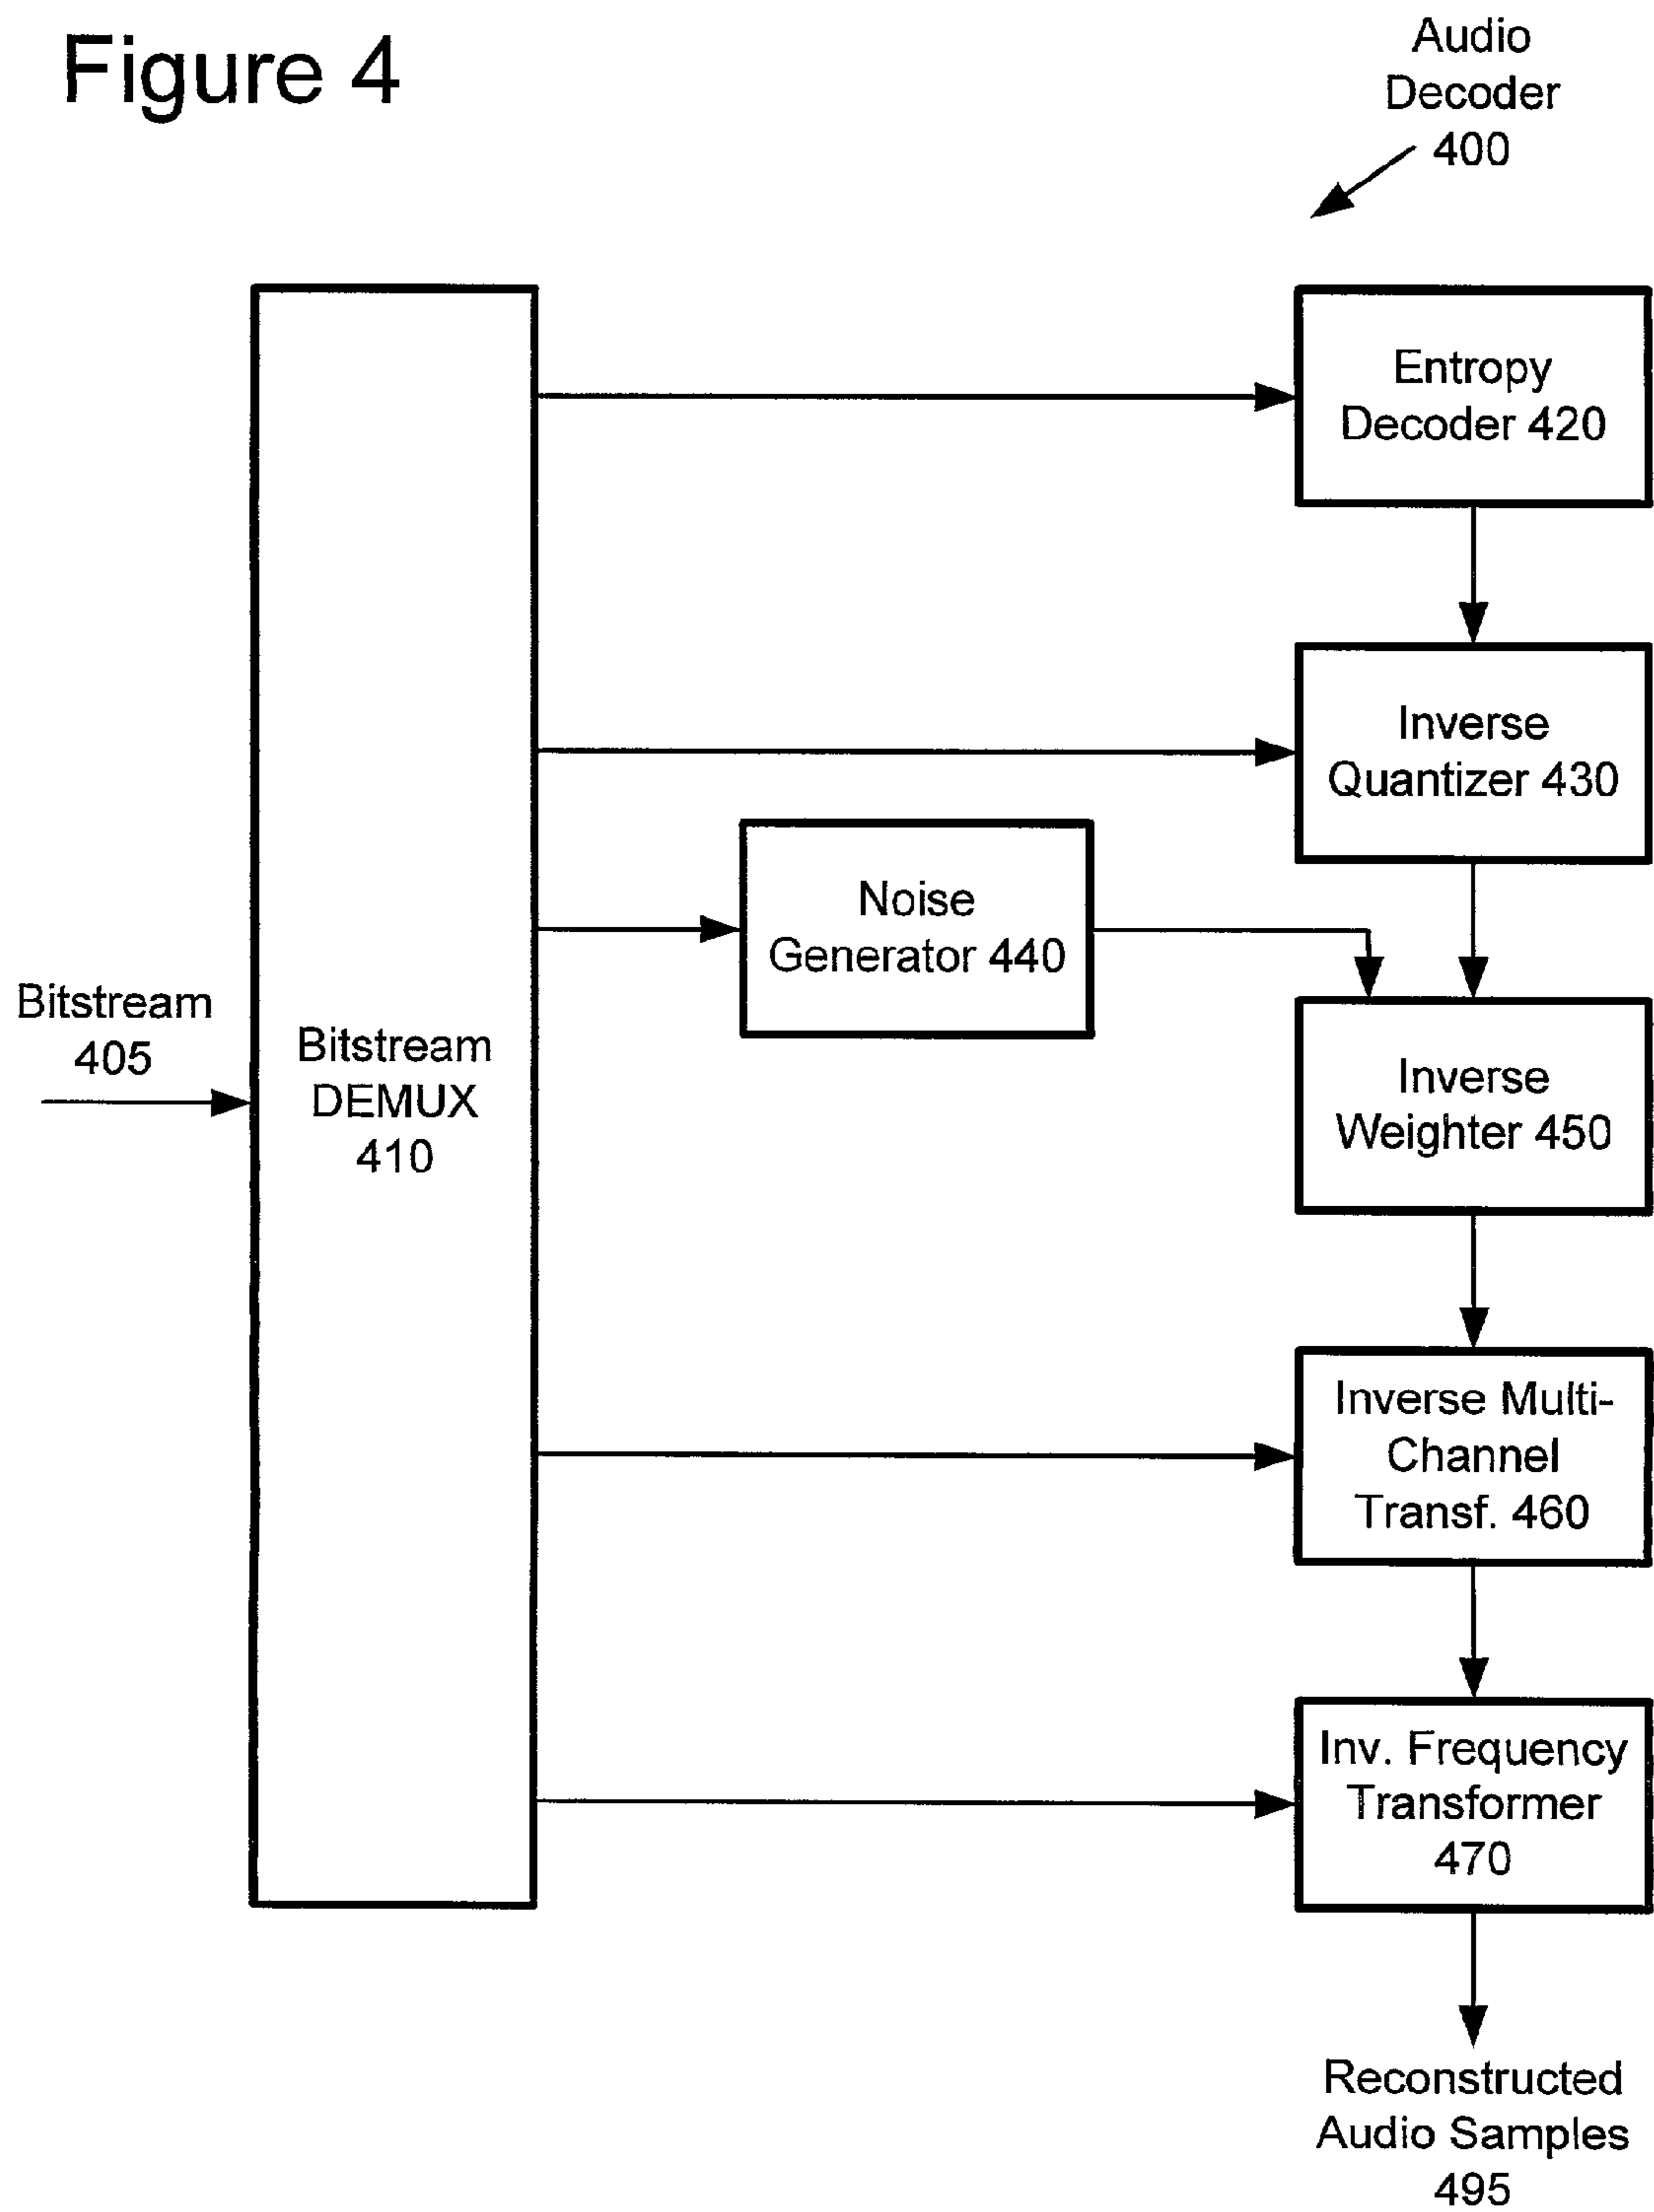 Figure 4
Audio
Decoder
400
Entropy
Decoder 420
Inverse
Quantizer 430
Noise
Generator 440
Bitstream
405
Bitstream
DEMUX
410
Inverse
Weighter 450
Inverse Multi-
Channel
Transf. 460
Inv. Frequency
Transformer
470
Reconstructed
Audio Samples
495